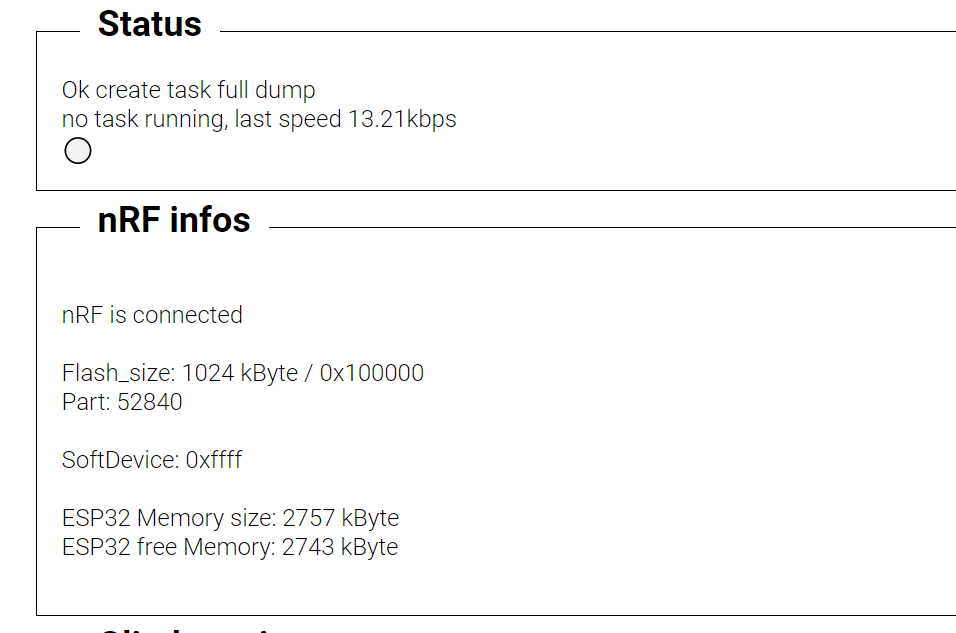 Status
Ok create task full dump
no task running, last speed 13.21kbps
nRF infos
nRF is connected
Flash_size: 1024 kByte / 0x100000
Part: 52840
SoftDevice: 0xffff
ESP32 Memory size: 2757 kByte
ESP32 free Memory: 2743 kByte